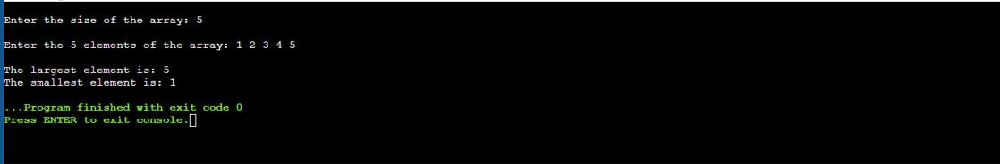 Enter the size of the array: 5
Enter the 5 elements of the array: 1 2 3 4 5
The largest element is: 5
The smallest element is: 1
...Program finished with exit code 0
Press ENTER to exit console.